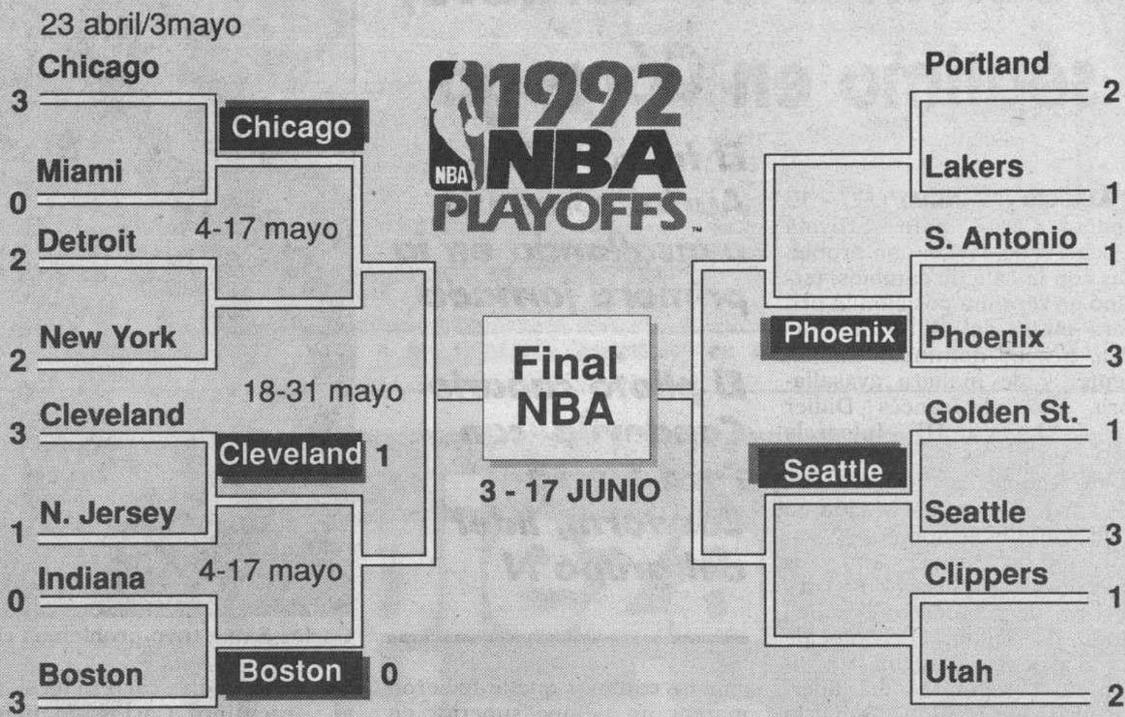 23 abril/3mayo
Chicago
3
Chicago
Miami
0
4-17 mayo
Detroit
2
New York
2
18-31 mayo
Cleveland
3
Cleveland 1
N. Jersey
1
4-17 mayo
Indiana
0
Boston
3
Boston 0
1992
NBA
NBA
PLAYOFFS™
Final
NBA
3 - 17 JUNIO
Portland
2
Lakers
1
S. Antonio
1
Phoenix
Phoenix
3
Golden St.
1
Seattle
Seattle
3
Clippers
1
Utah
2